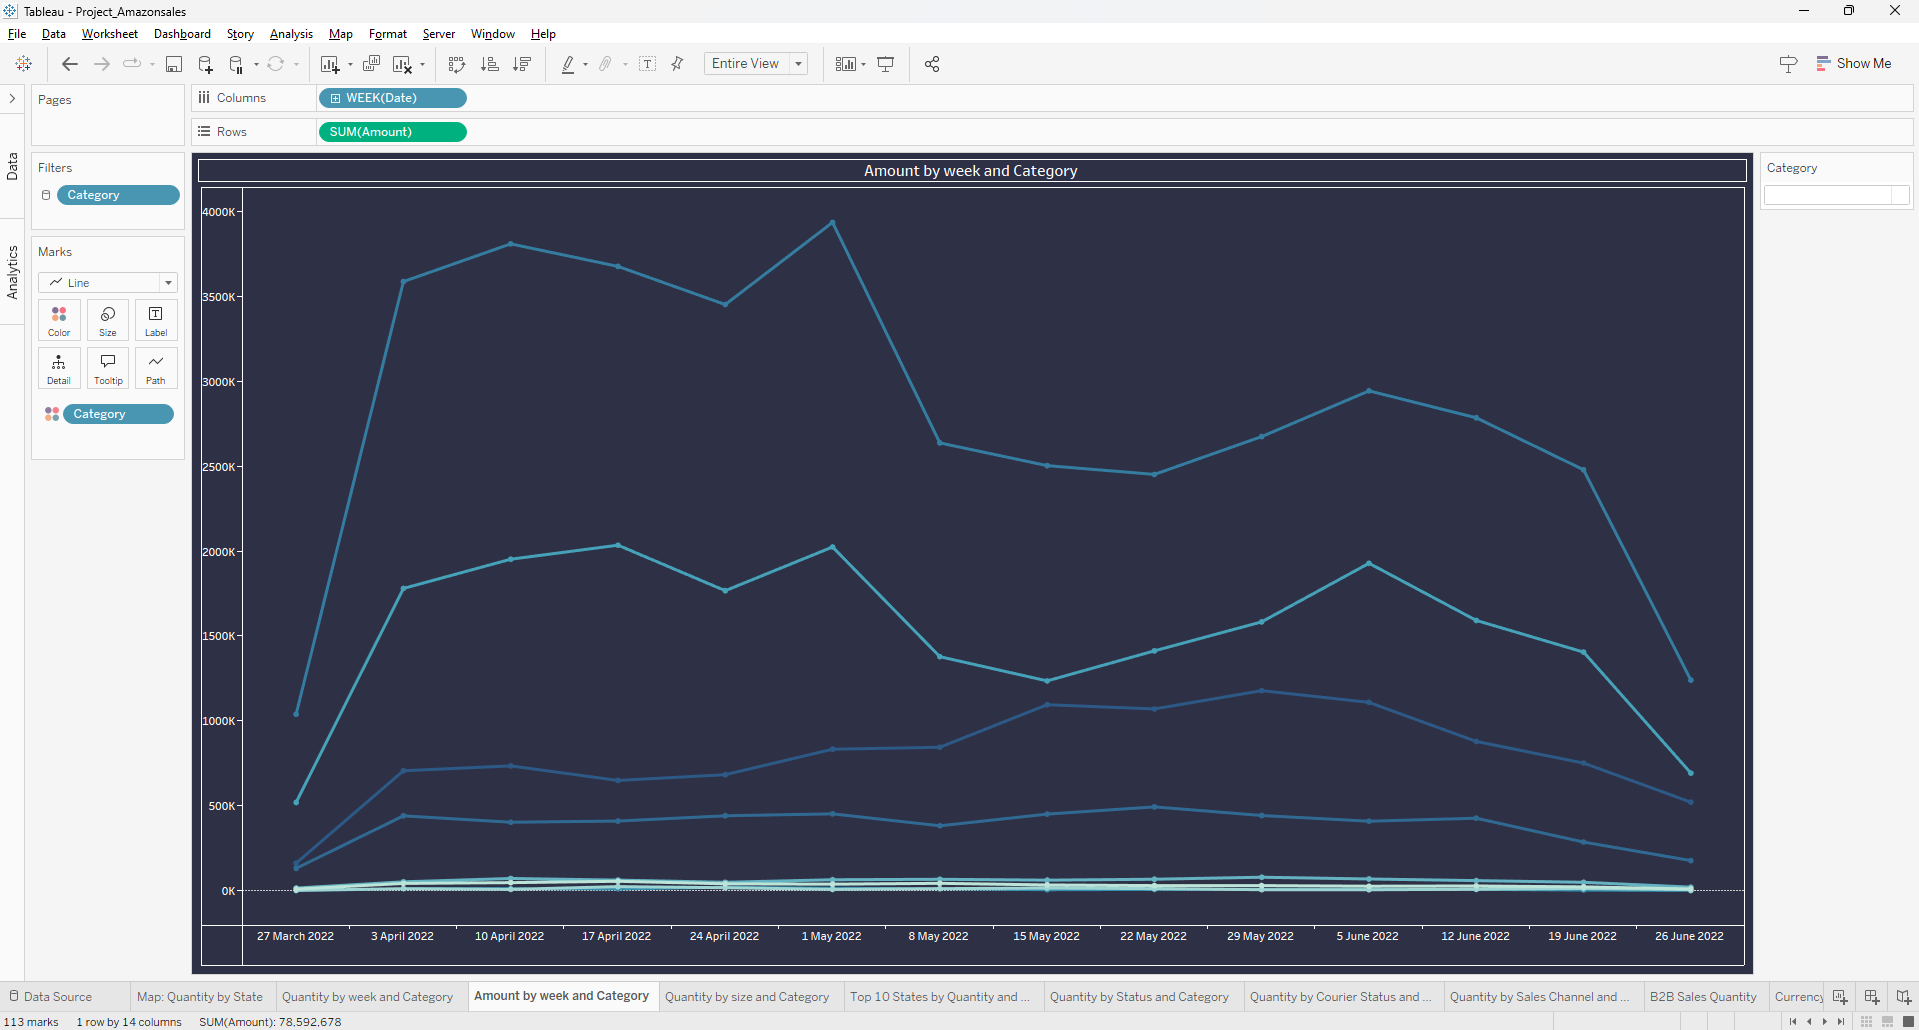 Tableau - Project_Amazonsales
File Data Worksheet Dashboard Story Analysis Map Format Server Window Help
Entire View
Show Me
Pages
Columns
WEEK(Date)
Rows
SUM(Amount)
Data
Analytics
Filters
Category
Marks
Line
Color Size Label
Detail Tooltip Path
Category
Amount by week and Category
4000K
3500K
3000K
2500K
2000K
1500K
1000K
500K
0K
27 March 2022 3 April 2022 10 April 2022 17 April 2022 24 April 2022 1 May 2022 8 May 2022 15 May 2022 22 May 2022 29 May 2022 5 June 2022 12 June 2022 19 June 2022 26 June 2022
Category
Data Source Map: Quantity by State Quantity by week and Category Amount by week and Category Quantity by size and Category Top 10 States by Quantity and ... Quantity by Status and Category Quantity by Courier Status and ... Quantity by Sales Channel and ... B2B Sales Quantity Currency
113 marks 1 row by 14 columns SUM(Amount): 78,592,678